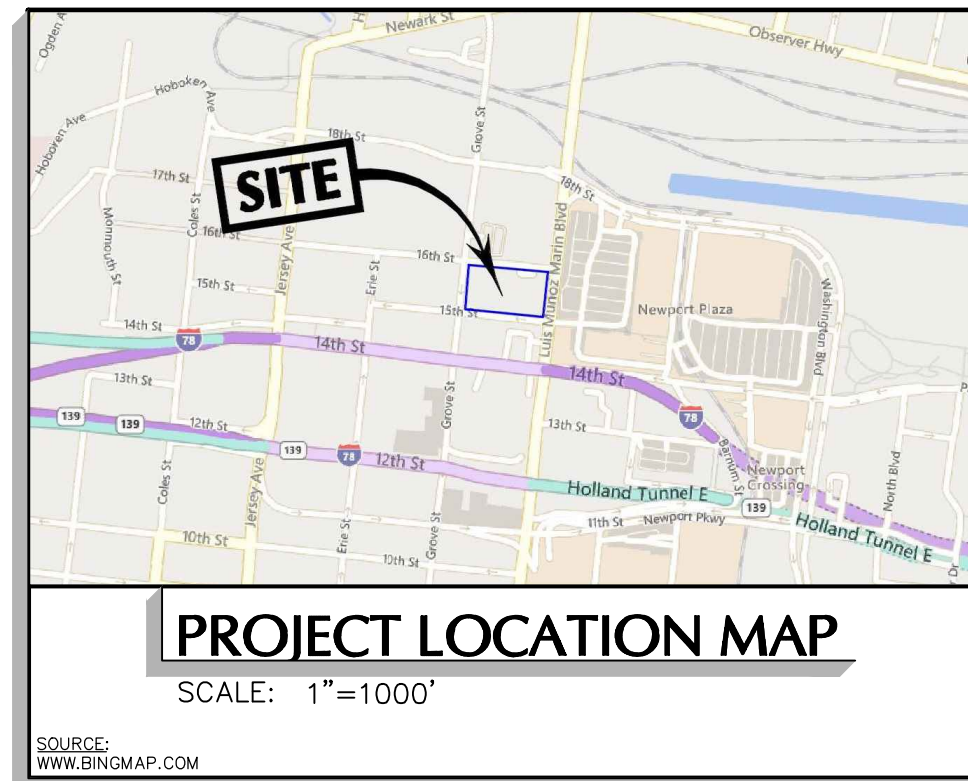 Ogden A
H
Newark St
Observer Hwy
Hoboken Ave
Hoboken Ave
18th St
Grove St
17th St
SITE
18th St
Monmouth St
Coles St
16th St
Jersey Ave
16th St
Luis Munoz Marin Blvd
Erie St
15th St
15th St
Newport Plaza
Washington Blvd
14th St
78
14th St
14th St
13th St
78
139
139
12th St
Grove St
13th St
139
78
12th St
Barnum St
Newport
Crossing
Coles St
Jersey Ave
Holland Tunnel E
139
North Blvd
11th St
Newport Pkwy
Holland Tunnel E
10th St
Erie St
Grove St
10th St
Dr
P
PROJECT LOCATION MAP
SCALE: 1"=1000'
SOURCE:
WWW.BINGMAP.COM